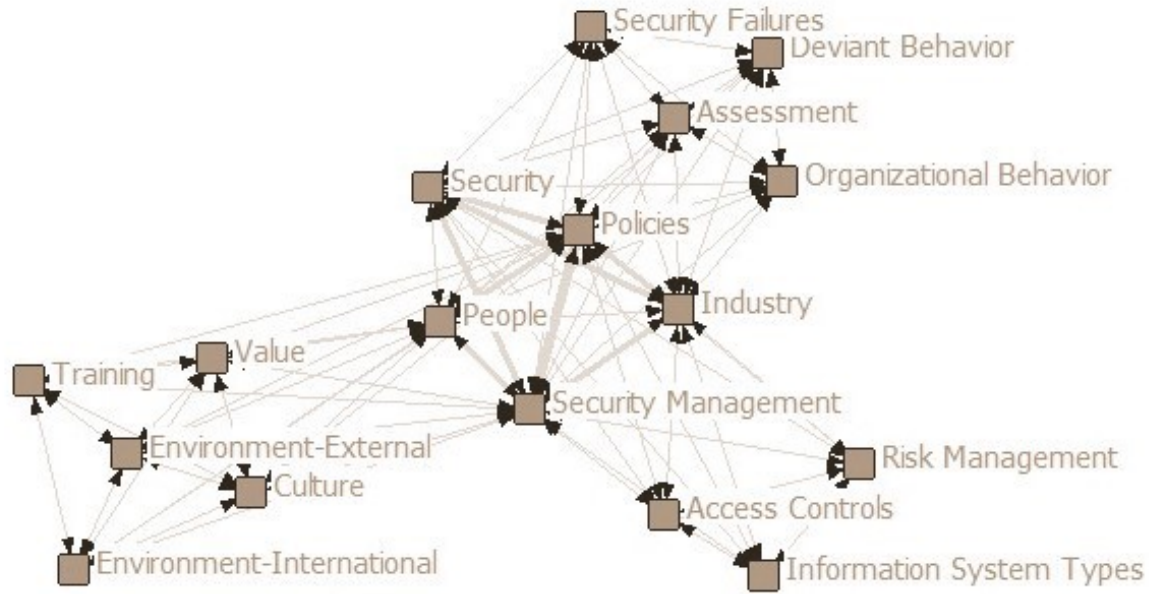 Security Failures
Deviant Behavior
Assessment
Security
Organizational Behavior
Policies
Industry
People
Value
Training
Security Management
Environment-External
Risk Management
Culture
Access Controls
Environment-International
Information System Types